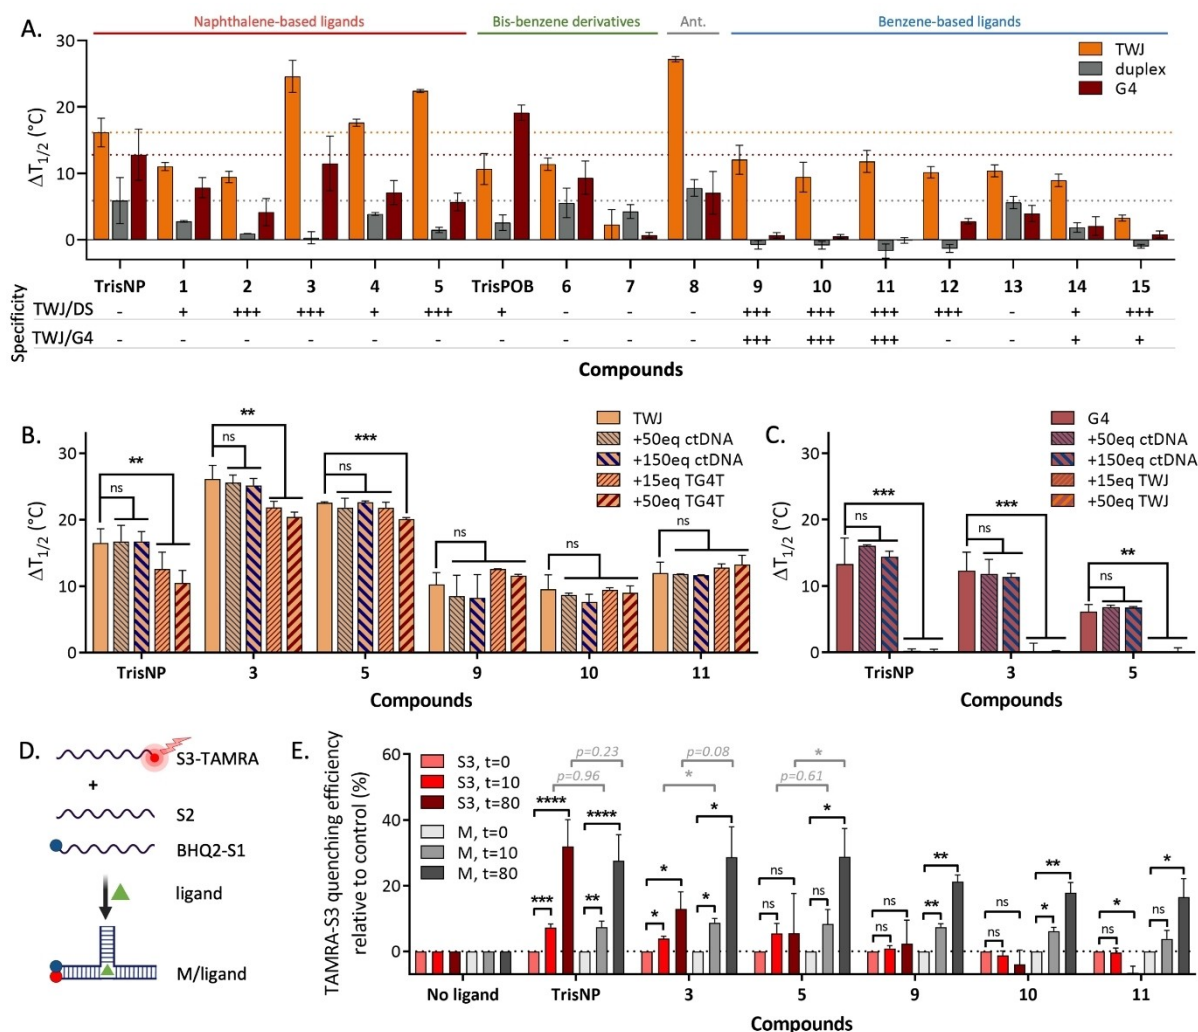 A.
Naphthalene-based ligands Bis-benzene derivatives Ant. Benzene-based ligands
30
20
10
0
ΔT1/2 (°C)
TWJ
duplex
G4
TrisNP 1 2 3 4 5 TrisPOB 6 7 8 9 10 11 12 13 14 15
Specificity
TWJ/DS - + +++ +++ + +++ + - - - +++ +++ +++ +++ - + +++
TWJ/G4 - - - - - - - - - - +++ +++ +++ - - + +
Compounds
B.
30
20
10
0
ΔT1/2 (°C)
TWJ
+50eq ctDNA
+150eq ctDNA
+15eq TG4T
+50eq TG4T
** ns
** ns
*** ns
ns
ns
ns
TrisNP 3 5 9 10 11
Compounds
C.
30
20
10
0
ΔT1/2 (°C)
G4
+50eq ctDNA
+150eq ctDNA
+15eq TWJ
+50eq TWJ
*** ns
*** ns
** ns
TrisNP 3 5
Compounds
D.
S3-TAMRA
+
S2
BHQ2-S1
ligand
M/ligand
E.
TAMRA-S3 quenching efficiency
relative to control (%)
60
40
20
0
S3, t=0
S3, t=10
S3, t=80
M, t=0
M, t=10
M, t=80
p=0.23
p=0.96
**** ***
**** **
p=0.08
*
* *
* *
*
p=0.61
ns ns
* ns
ns ns
** **
ns ns
** *
* ns
* ns
No ligand TrisNP 3 5 9 10 11
Compounds